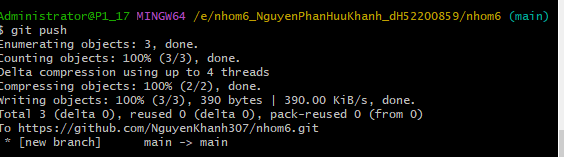 Administrator@P1_17 MINGW64 /e/nhom6_NguyenPhanHuuKhanh_dH52200859/nhom6 (main)
$ git push
Enumerating objects: 3, done.
Counting objects: 100% (3/3), done.
Delta compression using up to 4 threads
Compressing objects: 100% (2/2), done.
Writing objects: 100% (3/3), 390 bytes | 390.00 KiB/s, done.
Total 3 (delta 0), reused 0 (delta 0), pack-reused 0 (from 0)
To https://github.com/NguyenKhanh307/nhom6.git
 * [new branch]      main -> main